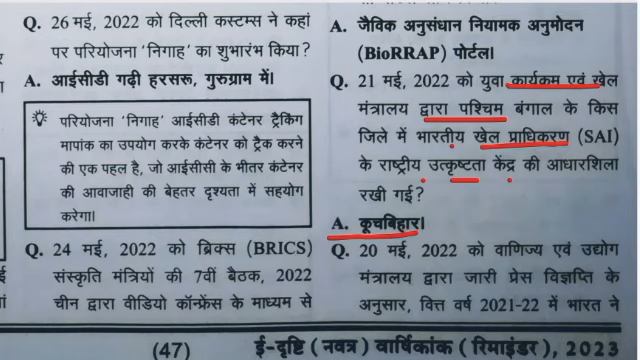 Q. 26 मई, 2022 को दिल्ली कस्टम्स ने कहां
पर परियोजना 'निगाह' का शुभारंभ किया?
A. आईसीडी गढ़ी हरसरू, गुरुग्राम में।
परियोजना 'निगाह' आईसीडी कंटेनर ट्रैकिंग
मापांक का उपयोग करके कंटेनर को ट्रैक करने
की एक पहल है, जो आईसीसी के भीतर कंटेनर
की आवाजाही की बेहतर दृश्यता में सहयोग
करेगा।
Q. 24 मई, 2022 को ब्रिक्स (BRICS)
संस्कृति मंत्रियों की 7वीं बैठक, 2022
चीन द्वारा वीडियो कॉन्फ्रेंस के माध्यम से
A. जैविक अनुसंधान नियामक अनुमोदन
(BioRRAP) पोर्टल।
Q. 21 मई, 2022 को युवा कार्यकम एवं खेल
मंत्रालय द्वारा पश्चिम बंगाल के किस
जिले में भारतीय खेल प्राधिकरण (SAI)
के राष्ट्रीय उत्कृष्टता केंद्र की आधारशिला
रखी गई?
A. कूचबिहार।
Q. 20 मई, 2022 को वाणिज्य एवं उद्योग
मंत्रालय द्वारा जारी प्रेस विज्ञप्ति के
अनुसार, वित्त वर्ष 2021-22 में भारत ने
(47)
ई-दृष्टि ( नवत्र ) वार्षिकांक ( रिमाइंडर ), 2023